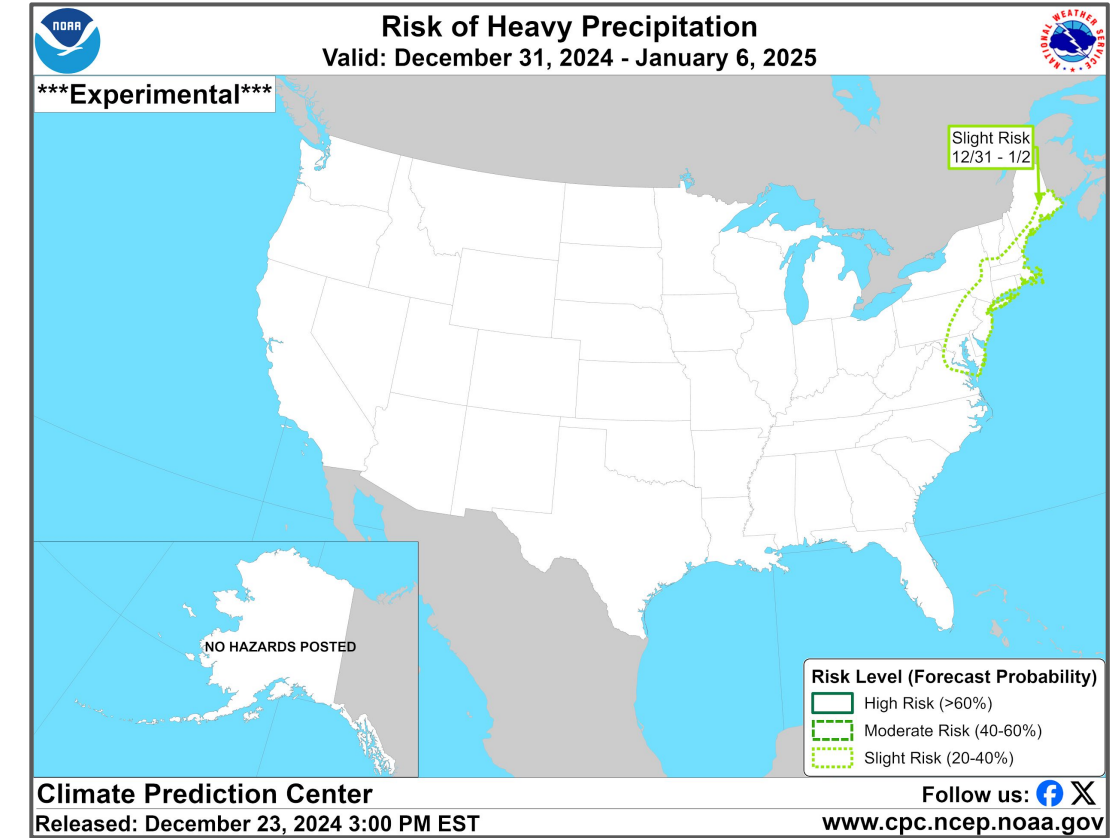 NOAA
Risk of Heavy Precipitation
Valid: December 31, 2024 - January 6, 2025
NATIONAL WEATHER SERVICE
***Experimental***
Slight Risk
12/31 - 1/2
NO HAZARDS POSTED
Risk Level (Forecast Probability)
High Risk (>60%)
Moderate Risk (40-60%)
Slight Risk (20-40%)
Climate Prediction Center
Follow us:
Released: December 23, 2024 3:00 PM EST
www.cpc.ncep.noaa.gov